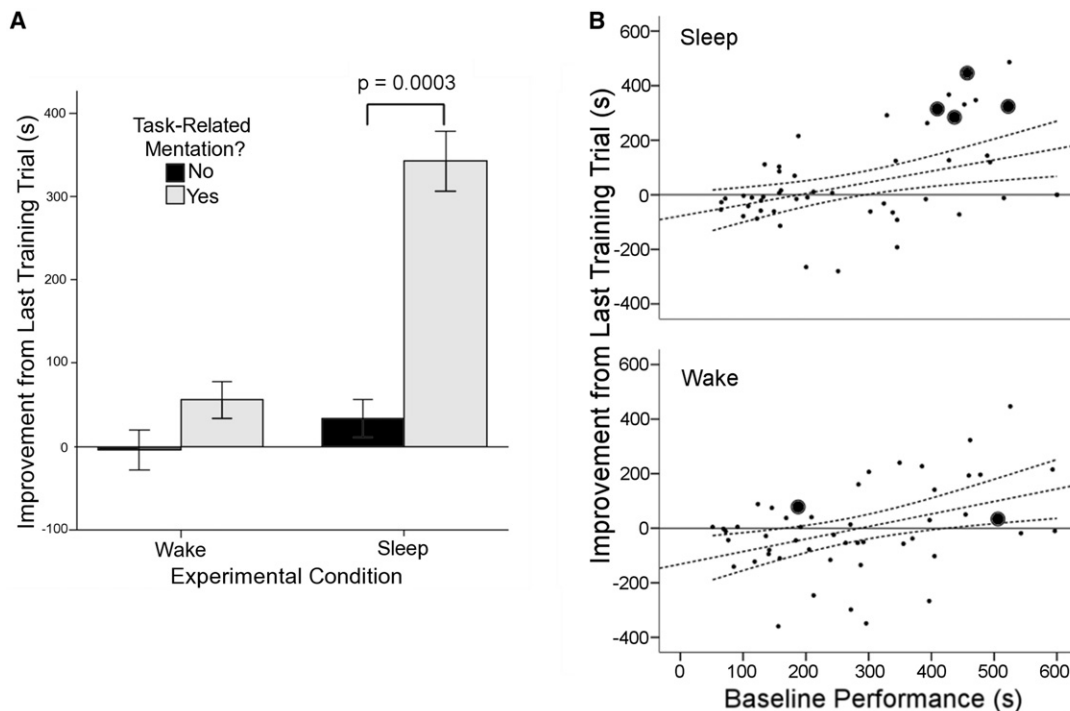 A
Improvement from Last Training Trial (s)
400
300
200
100
0
-100
Task-Related
Mentation?
No
Yes
p = 0.0003
Wake
Sleep
Experimental Condition
B
Improvement from Last Training Trial (s)
Sleep
600
400
200
0
-200
-400
Wake
600
400
200
0
-200
-400
0 100 200 300 400 500 600
Baseline Performance (s)